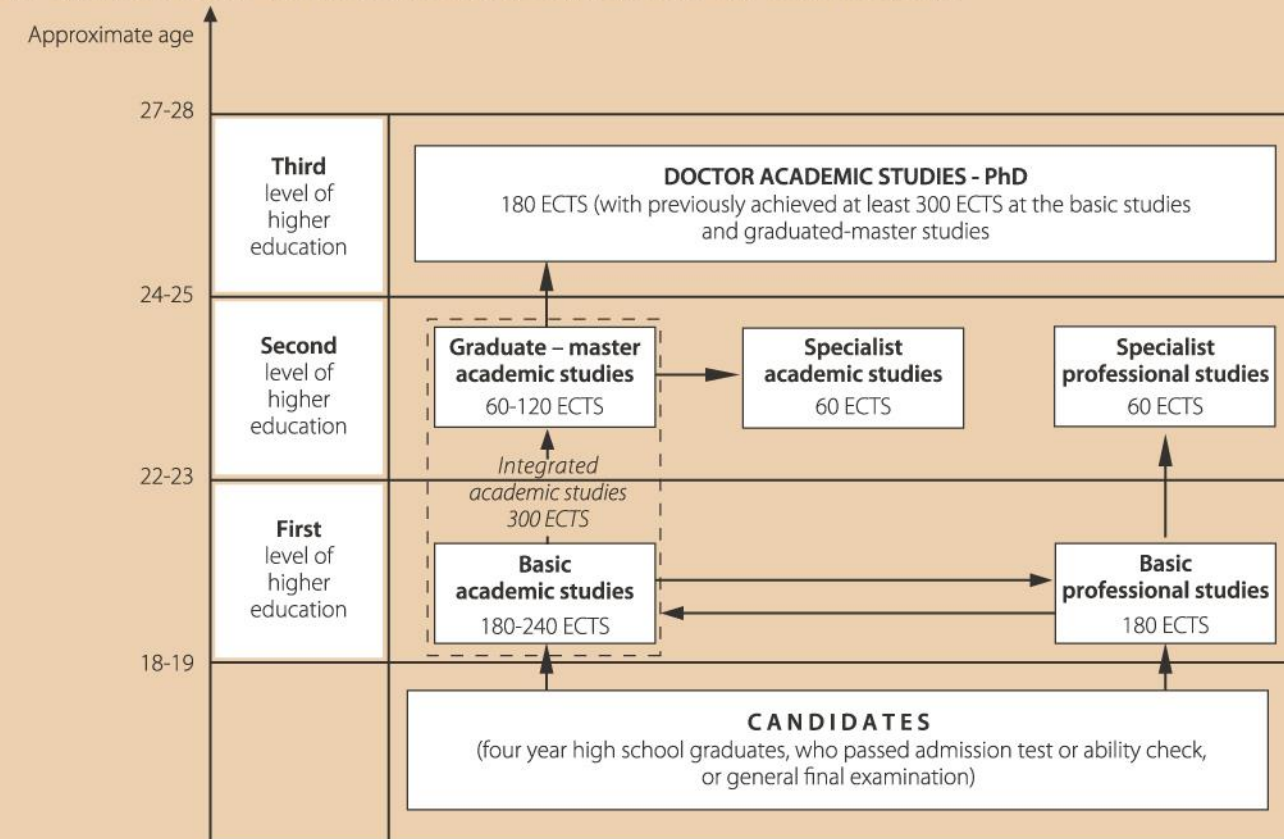 Approximate age
27-28
Third
level of
higher
education
DOCTOR ACADEMIC STUDIES - PhD
180 ECTS (with previously achieved at least 300 ECTS at the basic studies
and graduated-master studies
24-25
Second
level of
higher
education
Graduate – master
academic studies
60-120 ECTS
Specialist
academic studies
60 ECTS
Specialist
professional studies
60 ECTS
22-23
Integrated
academic studies
300 ECTS
First
level of
higher
education
Basic
academic studies
180-240 ECTS
Basic
professional studies
180 ECTS
18-19
CANDIDATES
(four year high school graduates, who passed admission test or ability check,
or general final examination)